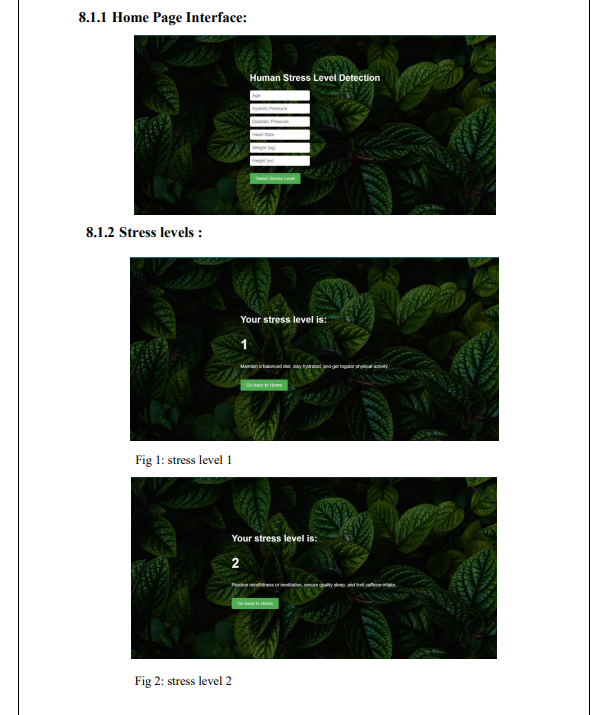 8.1.1 Home Page Interface:
Human Stress Level Detection
Age
Systolic Pressure
Diastolic Pressure
Heart Rate
Weight (kg)
Height (m)
Detect Stress Level
8.1.2 Stress levels :
Your stress level is:
1
Maintain a balanced diet, stay hydrated, and get regular physical activity
Go back to Home
Fig 1: stress level 1
Your stress level is:
2
Practice mindfulness or meditation, ensure quality sleep, and limit caffeine intake.
Go back to Home
Fig 2: stress level 2